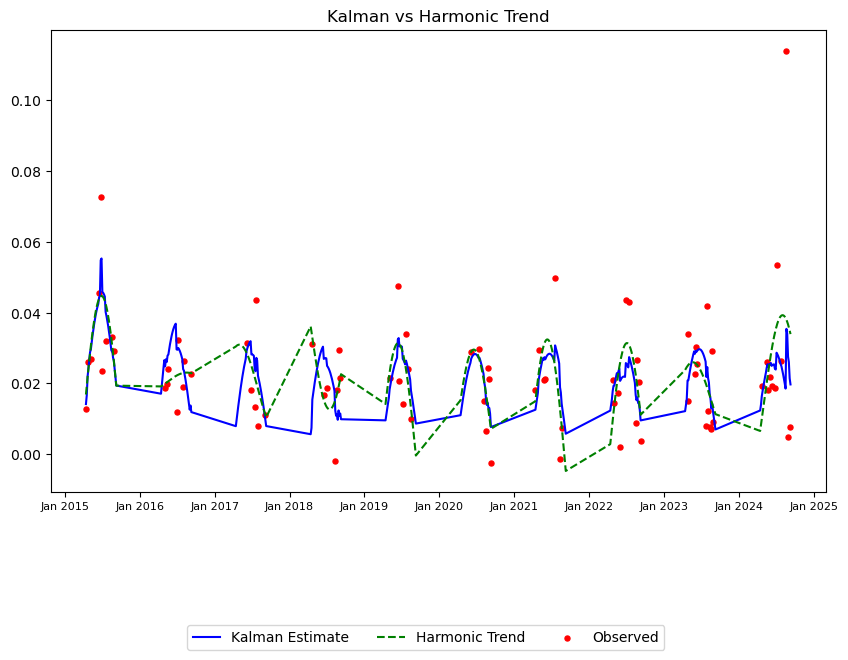 Kalman vs Harmonic Trend
0.10
0.08
0.06
0.04
0.02
0.00
Jan 2015 Jan 2016 Jan 2017 Jan 2018 Jan 2019 Jan 2020 Jan 2021 Jan 2022 Jan 2023 Jan 2024 Jan 2025
Kalman Estimate Harmonic Trend Observed